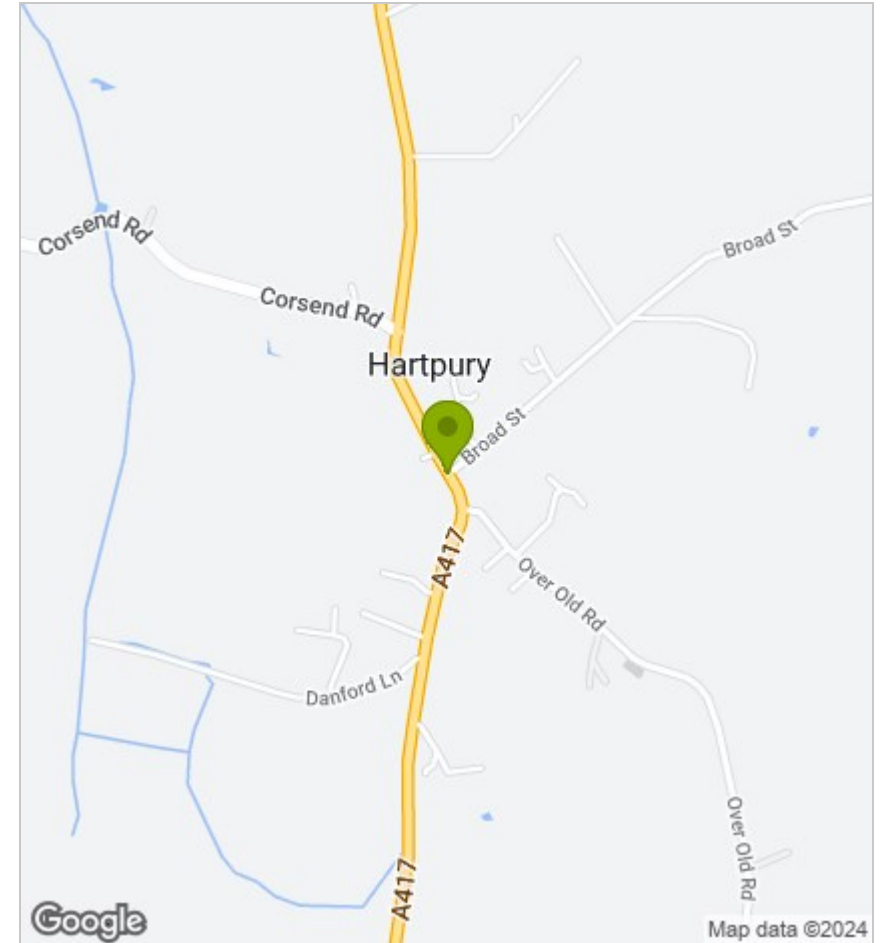 Corsend Rd
Broad St
Corsend Rd
Hartpury
Broad St
A417
Over Old Rd
Danford Ln
Over Old Rd
A417
Google
Map data ©2024